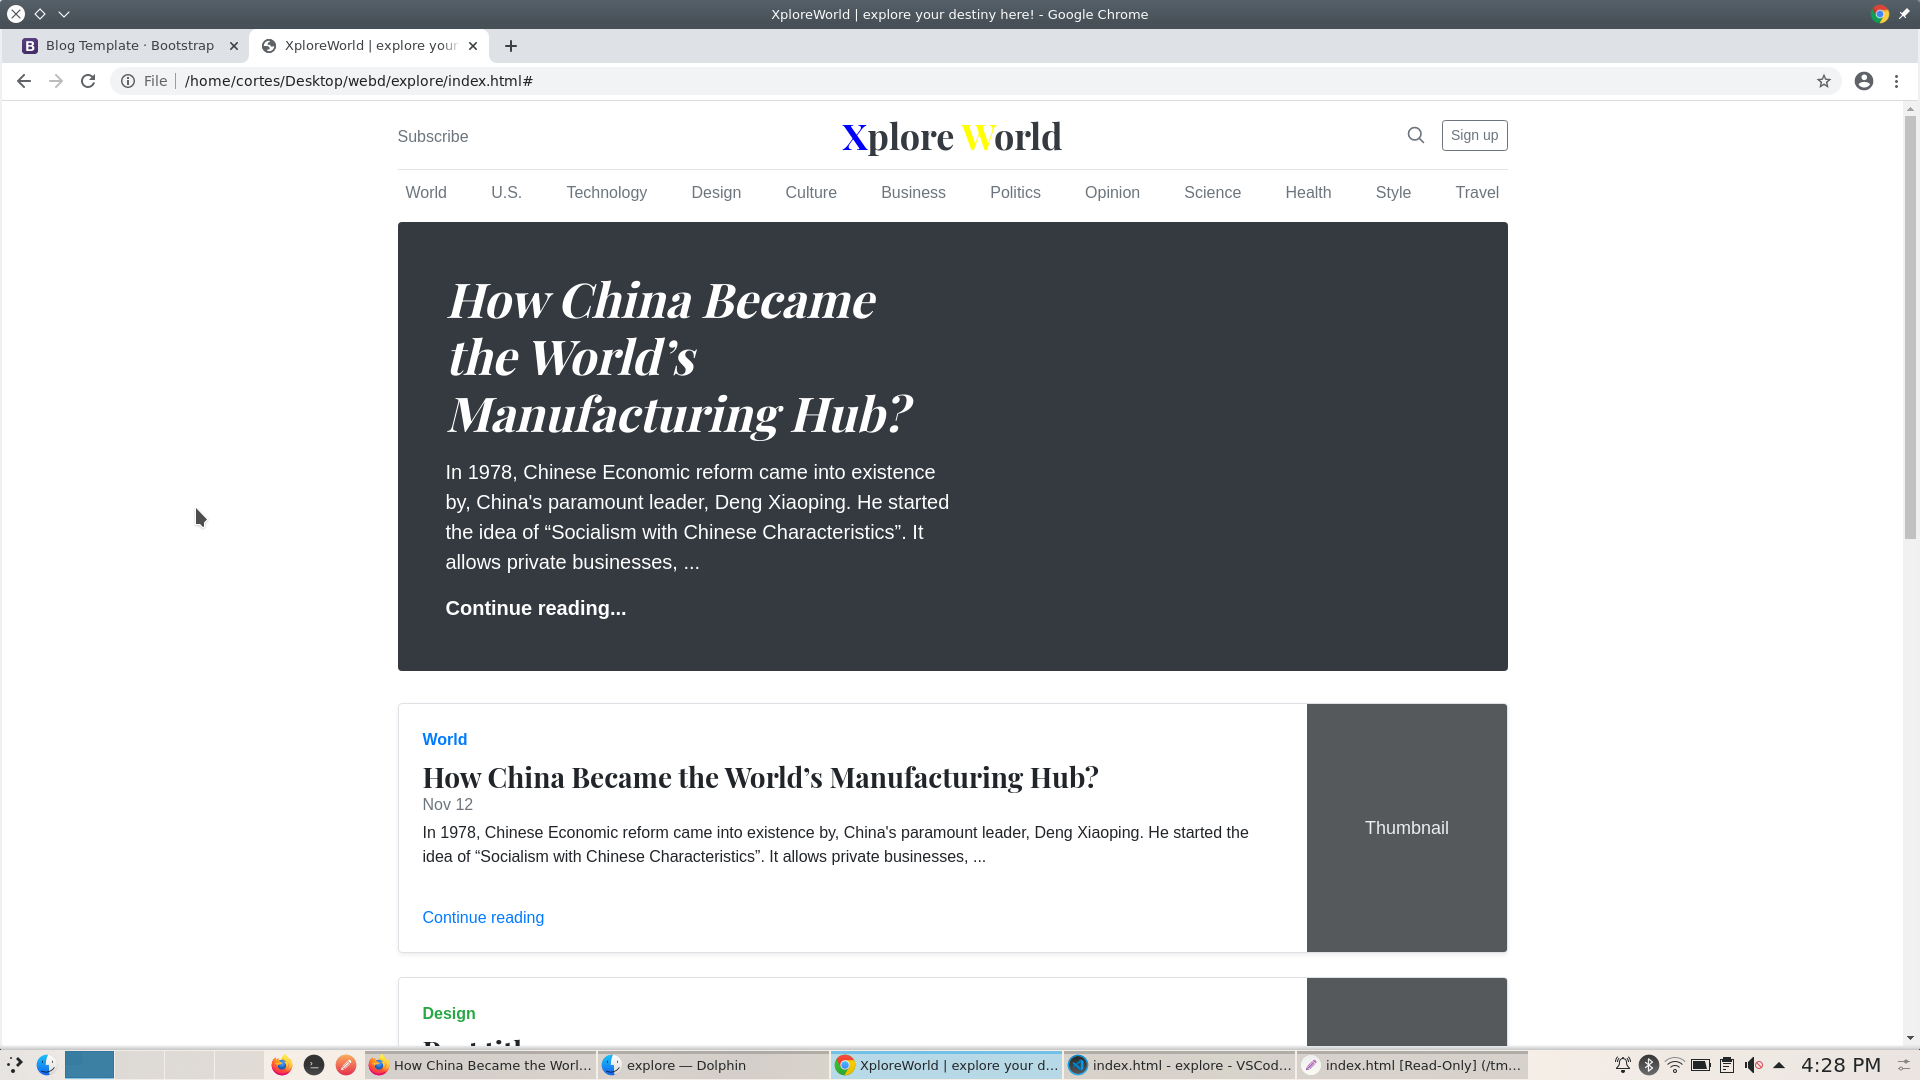 XploreWorld | explore your destiny here! - Google Chrome
Blog Template · Bootstrap
XploreWorld | explore your
File
/home/cortes/Desktop/webd/explore/index.html#
Subscribe
Xplore World
Sign up
World U.S. Technology Design Culture Business Politics Opinion Science Health Style Travel
How China Became
the World’s
Manufacturing Hub?
In 1978, Chinese Economic reform came into existence
by, China's paramount leader, Deng Xiaoping. He started
the idea of “Socialism with Chinese Characteristics”. It
allows private businesses, ...
Continue reading...
World
How China Became the World’s Manufacturing Hub?
Nov 12
In 1978, Chinese Economic reform came into existence by, China's paramount leader, Deng Xiaoping. He started the
idea of “Socialism with Chinese Characteristics”. It allows private businesses, ...
Continue reading
Thumbnail
Design
Post title
How China Became the Worl...
explore — Dolphin
XploreWorld | explore your d...
index.html - explore - VSCod...
index.html [Read-Only] (/tm...
4:28 PM